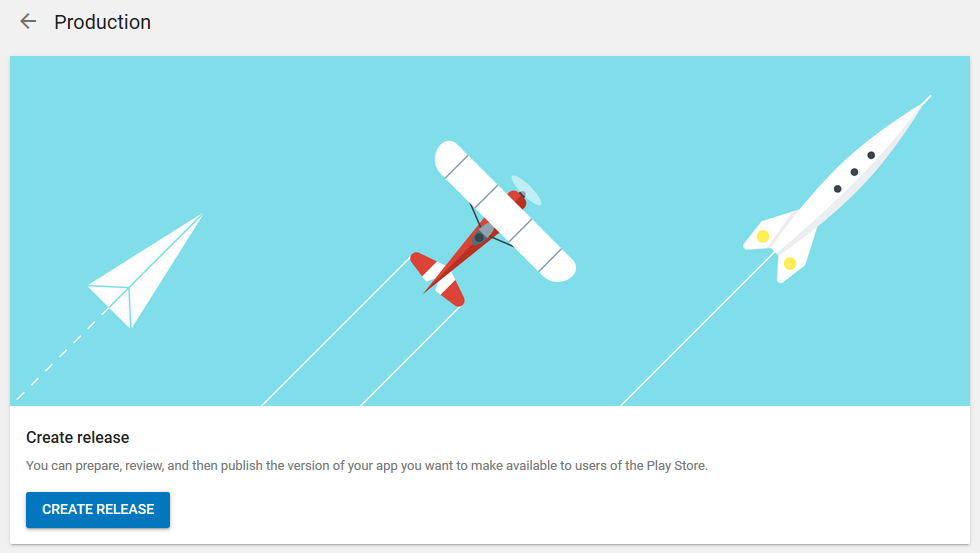 Production
Create release
You can prepare, review, and then publish the version of your app you want to make available to users of the Play Store.
CREATE RELEASE